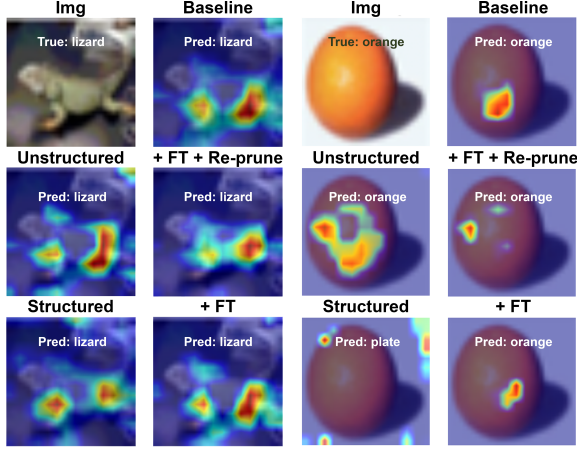 Img Baseline Img Baseline
True: lizard Pred: lizard True: orange Pred: orange
Unstructured + FT + Re-prune Unstructured + FT + Re-prune
Pred: lizard Pred: lizard Pred: orange Pred: orange
Structured + FT Structured + FT
Pred: lizard Pred: lizard Pred: plate Pred: orange